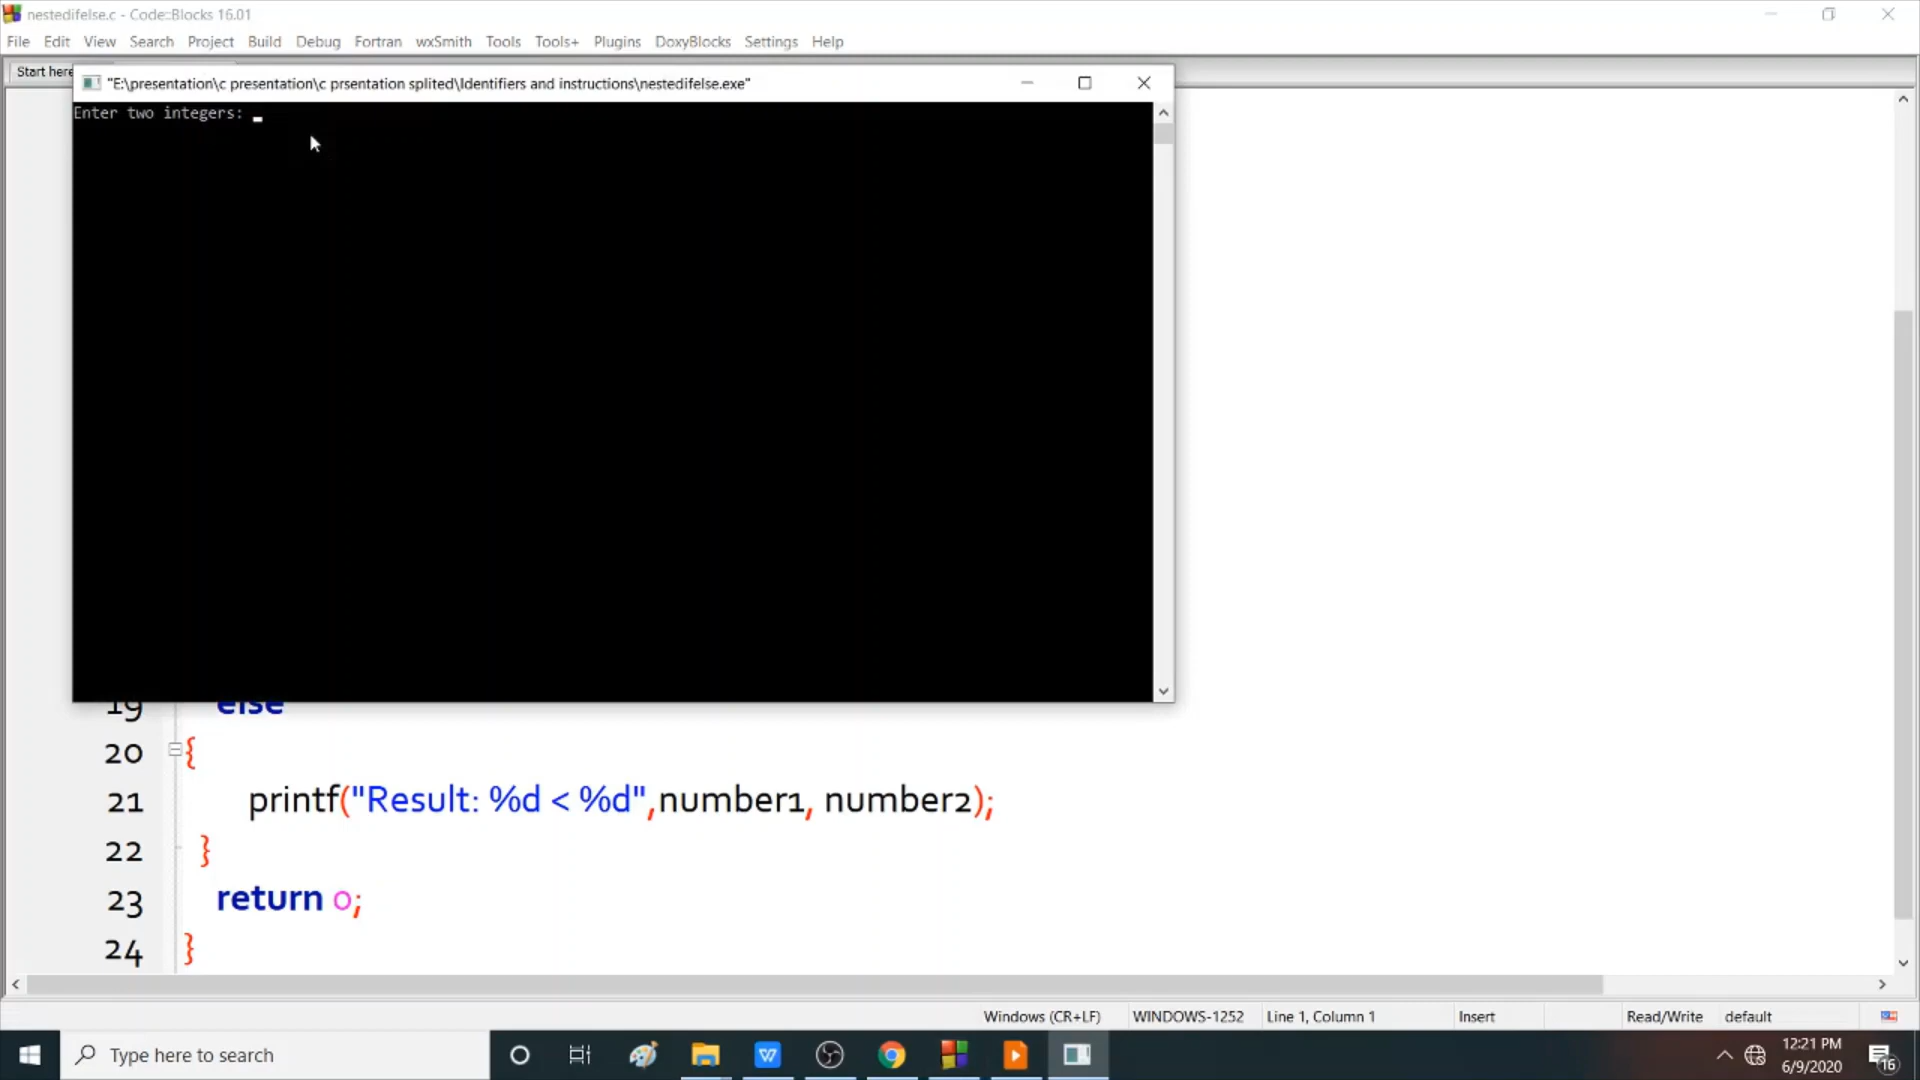 nestedifelse.c - Code::Blocks 16.01
File Edit View Search Project Build Debug Fortran wxSmith Tools Tools+ Plugins DoxyBlocks Settings Help
Start here
"E:\presentation\c presentation\c prsentation splited\Identifiers and instructions\nestedifelse.exe"
Enter two integers:
19 else
20 {
21 printf("Result: %d < %d",number1, number2);
22 }
23 return 0;
24 }
Windows (CR+LF) WINDOWS-1252 Line 1, Column 1 Insert Read/Write default
Type here to search
12:21 PM
6/9/2020
16